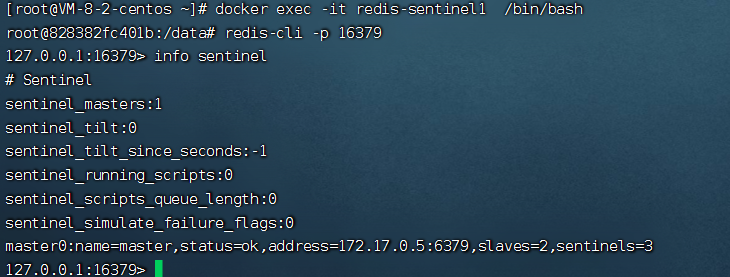 [root@VM-8-2-centos ~]# docker exec -it redis-sentinel1  /bin/bash
root@828382fc401b:/data# redis-cli -p 16379
127.0.0.1:16379> info sentinel
# Sentinel
sentinel_masters:1
sentinel_tilt:0
sentinel_tilt_since_seconds:-1
sentinel_running_scripts:0
sentinel_scripts_queue_length:0
sentinel_simulate_failure_flags:0
master0:name=master,status=ok,address=172.17.0.5:6379,slaves=2,sentinels=3
127.0.0.1:16379>